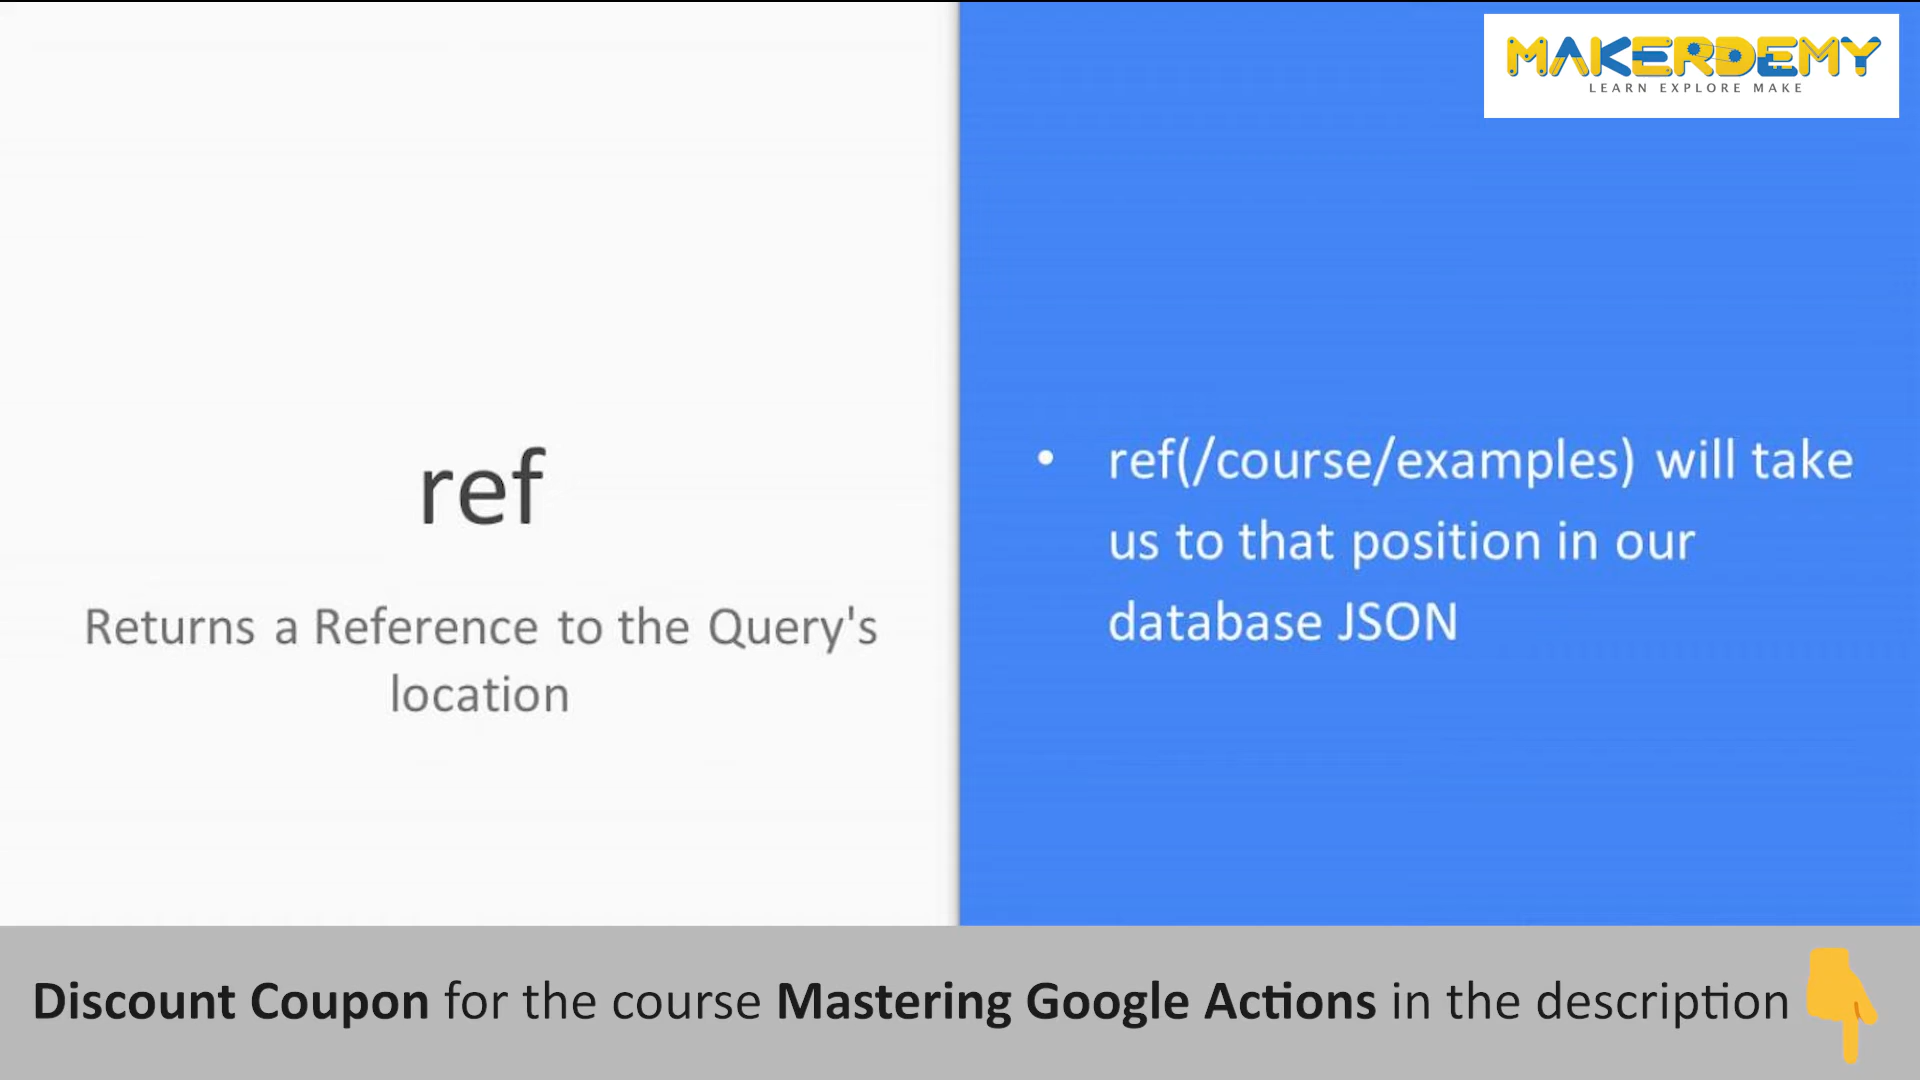 MAKERDEMY
LEARN EXPLORE MAKE
ref
Returns a Reference to the Query's
location
• ref(/course/examples) will take
us to that position in our
database JSON
Discount Coupon for the course Mastering Google Actions in the description